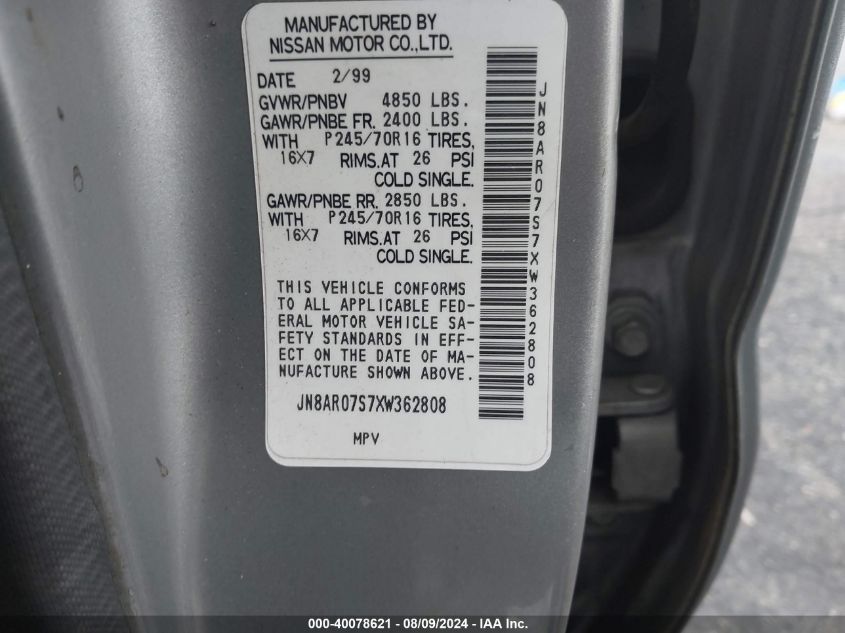 MANUFACTURED BY
NISSAN MOTOR CO.,LTD.
DATE 2/99
GVWR/PNBV 4850 LBS.
GAWR/PNBE FR. 2400 LBS.
WITH P245/70R16 TIRES,
16X7 RIMS.AT 26 PSI
COLD SINGLE.
GAWR/PNBE RR. 2850 LBS.
WITH P245/70R16 TIRES,
16X7 RIMS.AT 26 PSI
COLD SINGLE.
THIS VEHICLE CONFORMS
TO ALL APPLICABLE FED-
ERAL MOTOR VEHICLE SA-
FETY STANDARDS IN EFF-
ECT ON THE DATE OF MA-
NUFACTURE SHOWN ABOVE.
JN8AR07S7XW362808
MPV
JN8AR07S7XW362808
000-40078621 - 08/09/2024 - IAA Inc.